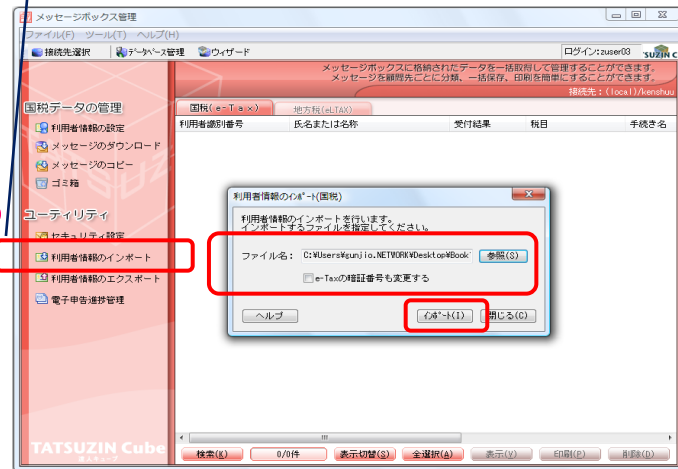 メッセージボックス管理
ファイル(F) ツール(T) ヘルプ(H)
接続先選択 データベース管理 ウィザード ログイン:zuser03 SUZIN C
メッセージボックスに格納されたデータを一括取得して管理することができます。
メッセージを顧問先ごとに分類、一括保存、印刷を簡単にすることができます。
接続先:(local)/kenshuu
国税データの管理
利用者情報の設定
メッセージのダウンロード
メッセージのコピー
ゴミ箱
ユーティリティ
セキュリティ設定
利用者情報のインポート
利用者情報のエクスポート
電子申告進捗管理
TATSUZIN Cube
達人キューブ
国税(e-Tax) 地方税(eLTAX)
利用者識別番号 氏名または名称 受付結果 税目 手続き名
利用者情報のインポート(国税)
利用者情報のインポートを行います。
インポートするファイルを指定してください。
ファイル名: C:¥Users¥gunjio.NETWORK¥Desktop¥Book 参照(S)
e-Taxの暗証番号も変更する
ヘルプ インポート(I) 閉じる(C)
検索(K) 0/0件 表示切替(S) 全選択(A) 表示(V) 印刷(P) 削除(D)